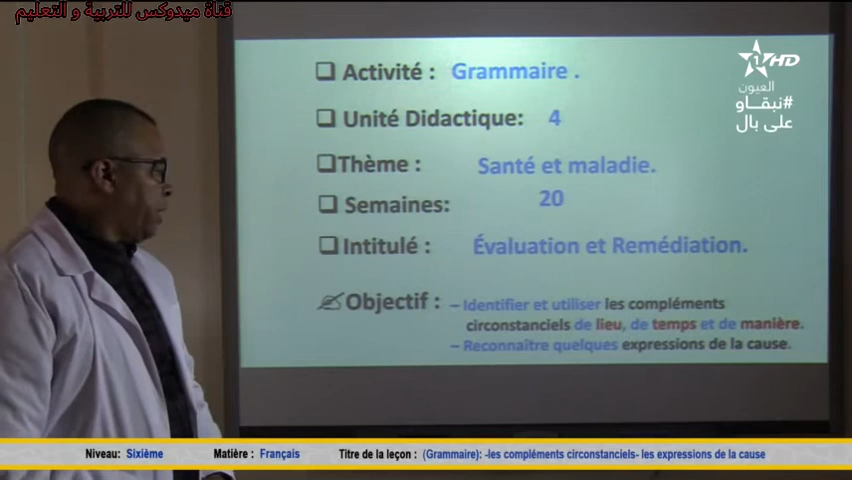 قناة ميدوكس للتربية و التعليم
❑ Activité : Grammaire .
❑ Unité Didactique: 4
❑Thème : Santé et maladie.
❑ Semaines: 20
❑Intitulé : Évaluation et Remédiation.
✍Objectif : – Identifier et utiliser les compléments
circonstanciels de lieu, de temps et de manière.
– Reconnaître quelques expressions de la cause.
1HD
العيون
#نبقاو
على بال
Niveau: Sixième Matière : Français Titre de la leçon : (Grammaire): -les compléments circonstanciels- les expressions de la cause